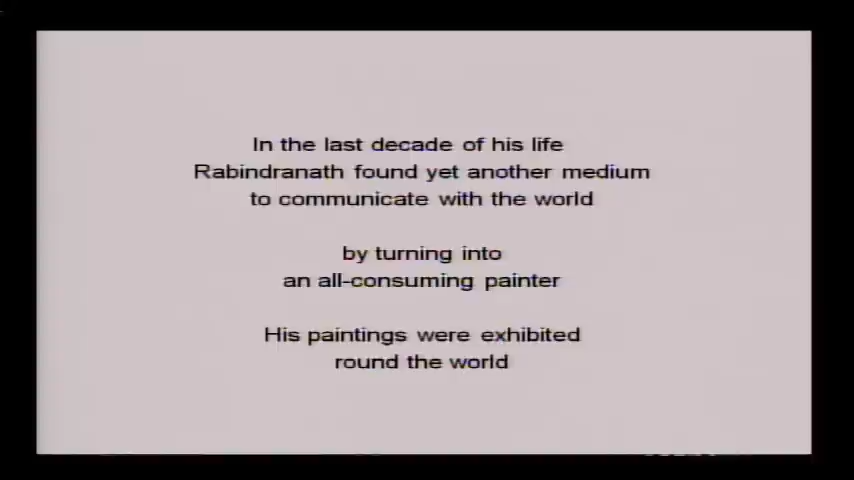 In the last decade of his life
Rabindranath found yet another medium
to communicate with the world
by turning into
an all-consuming painter
His paintings were exhibited
round the world